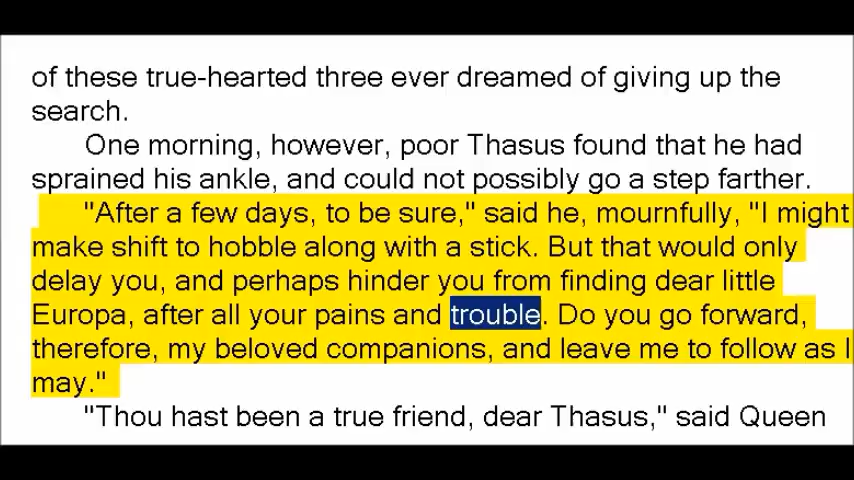 of these true-hearted three ever dreamed of giving up the
search.
One morning, however, poor Thasus found that he had
sprained his ankle, and could not possibly go a step farther.
"After a few days, to be sure," said he, mournfully, "I might
make shift to hobble along with a stick. But that would only
delay you, and perhaps hinder you from finding dear little
Europa, after all your pains and trouble. Do you go forward,
therefore, my beloved companions, and leave me to follow as I
may."
"Thou hast been a true friend, dear Thasus," said Queen